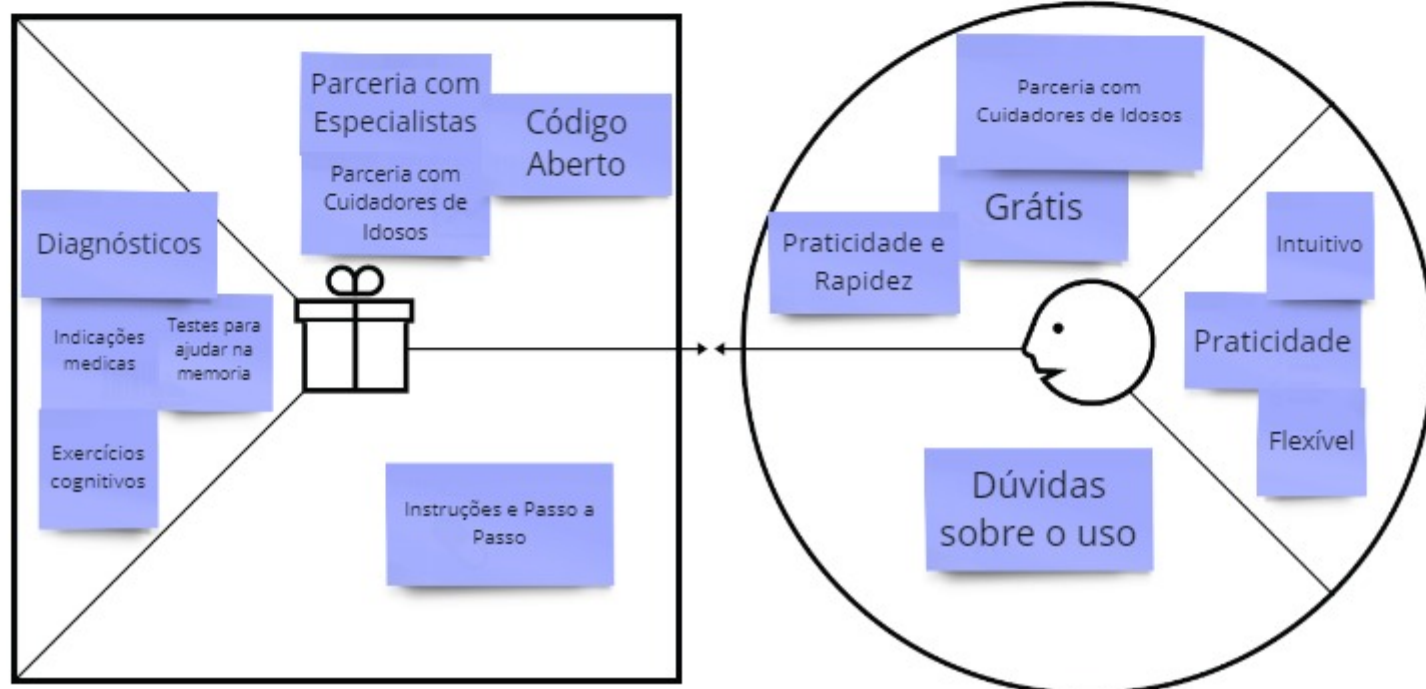 Parceria com
Especialistas
Código
Aberto
Parceria com
Cuidadores de
Idosos
Diagnósticos
Indicações
medicas
Testes para
ajudar na
memoria
Exercícios
cognitivos
Instruções e Passo a
Passo
Parceria com
Cuidadores de Idosos
Grátis
Praticidade e
Rapidez
Intuitivo
Praticidade
Flexível
Dúvidas
sobre o uso